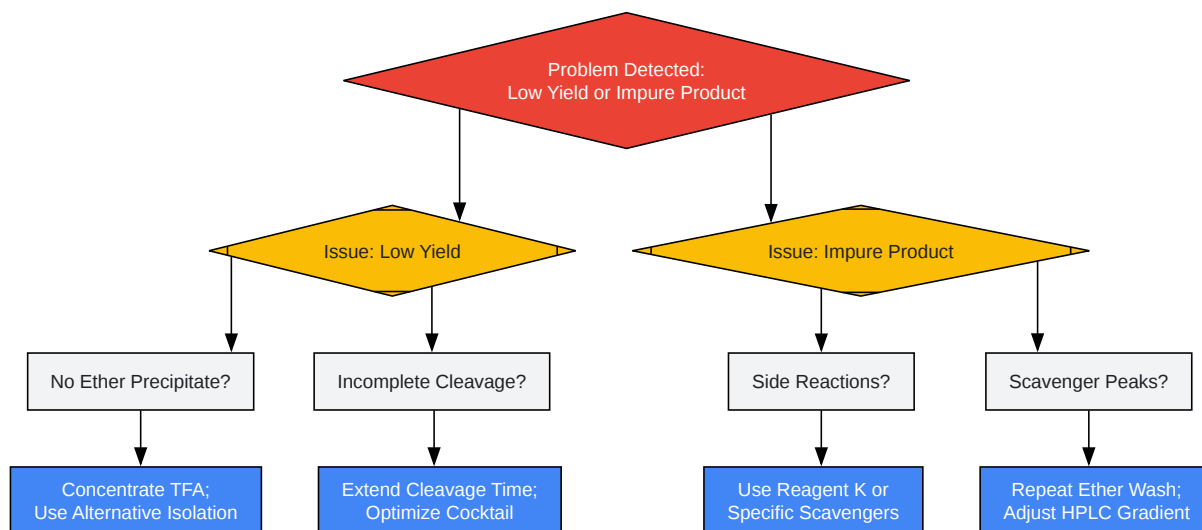 Problem Detected:
Low Yield or Impure Product
Issue: Low Yield
Issue: Impure Product
No Ether Precipitate?
Incomplete Cleavage?
Side Reactions?
Scavenger Peaks?
Concentrate TFA;
Use Alternative Isolation
Extend Cleavage Time;
Optimize Cocktail
Use Reagent K or
Specific Scavengers
Repeat Ether Wash;
Adjust HPLC Gradient